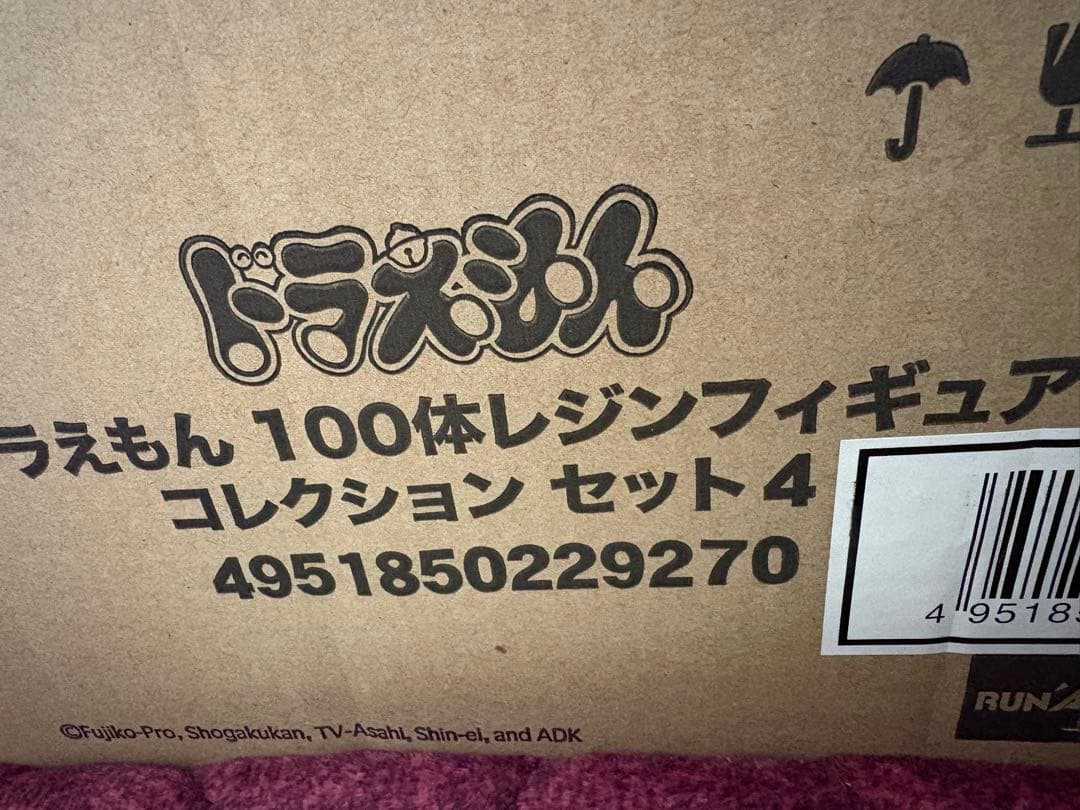 ドラえもん
ラえもん 100体レジンフィギュア
コレクション セット4
4951850229270
4 95185
RUN'A
©Fujiko-Pro, Shogakukan, TV-Asahi, Shin-ei, and ADK